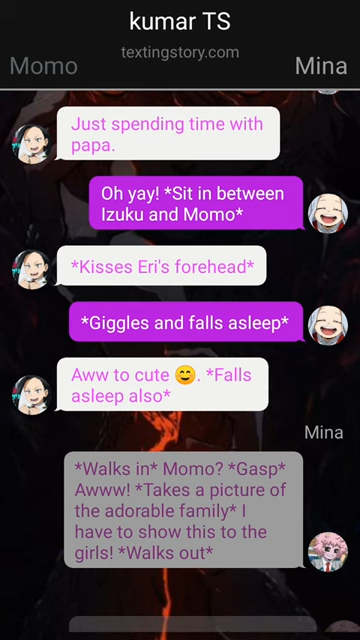 kumar TS
textingstory.com
Momo
Mina
Just spending time with
papa.
Oh yay! *Sit in between
Izuku and Momo*
*Kisses Eri's forehead*
*Giggles and falls asleep*
Aww to cute 😊. *Falls
asleep also*
Mina
*Walks in* Momo? *Gasp*
Awww! *Takes a picture of
the adorable family* I
have to show this to the
girls! *Walks out*